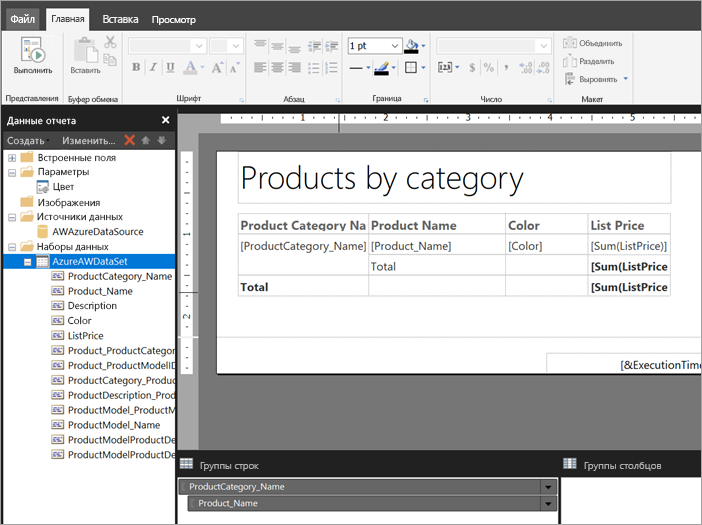 Файл Главная Вставка Просмотр
Выполнить Вставить 1 pt Объединить
B I U A A A $ % , Разделить
Выровнять
Представления Буфер обмена Шрифт Абзац Граница Число Макет
Данные отчета
Создать Изменить...
Встроенные поля
Параметры
Цвет
Изображения
Источники данных
AWAzureDataSource
Наборы данных
AzureAWDataSet
ProductCategory_Name
Product_Name
Description
Color
ListPrice
Product_ProductCategor
Product_ProductModelID
ProductCategory_Produc
ProductDescription_Prod
ProductModel_ProductM
ProductModel_Name
ProductModelProductDe
ProductModelProductDe
1 2 3 4 5
1
2
Products by category
Product Category Na Product Name Color List Price
[ProductCategory_Name] [Product_Name] [Color] [Sum(ListPrice)]
Total [Sum(ListPrice
Total [Sum(ListPrice
[&ExecutionTime
Группы строк Группы столбцов
ProductCategory_Name
Product_Name